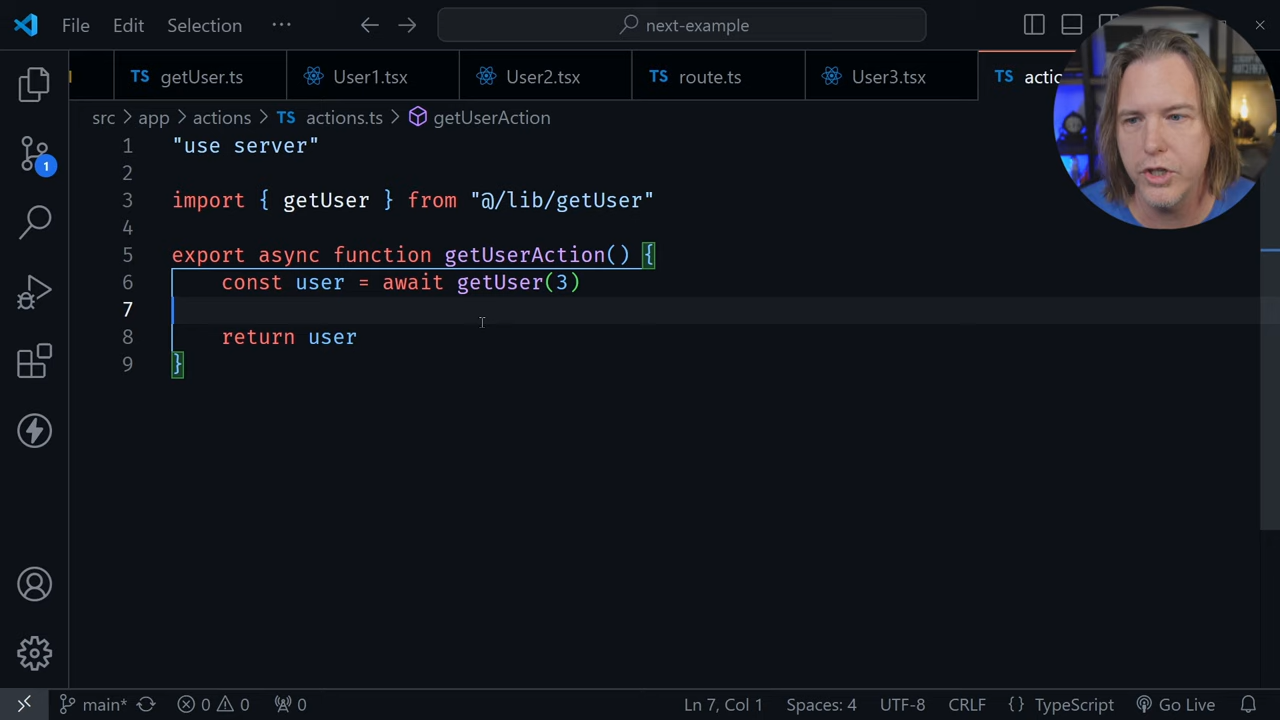 File Edit Selection ··· next-example
TS getUser.ts User1.tsx User2.tsx TS route.ts User3.tsx TS actio
src > app > actions > TS actions.ts > getUserAction
1 "use server"
2
3 import { getUser } from "@/lib/getUser"
4
5 export async function getUserAction() {
6 const user = await getUser(3)
7
8 return user
9 }
1
main* 0 0 0 Ln 7, Col 1 Spaces: 4 UTF-8 CRLF {} TypeScript Go Live